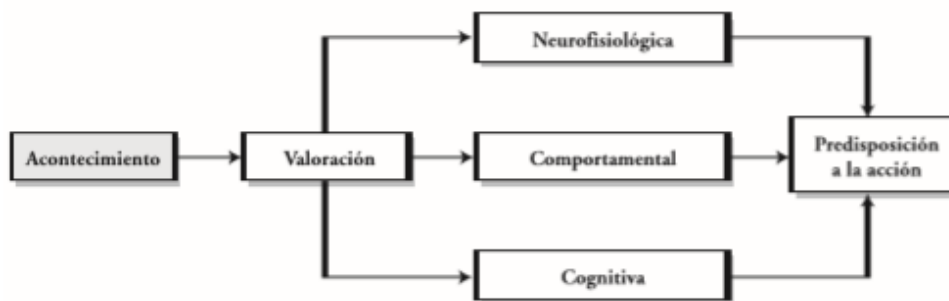 Neurofisiológica
Acontecimiento
Valoración
Comportamental
Predisposición
a la acción
Cognitiva